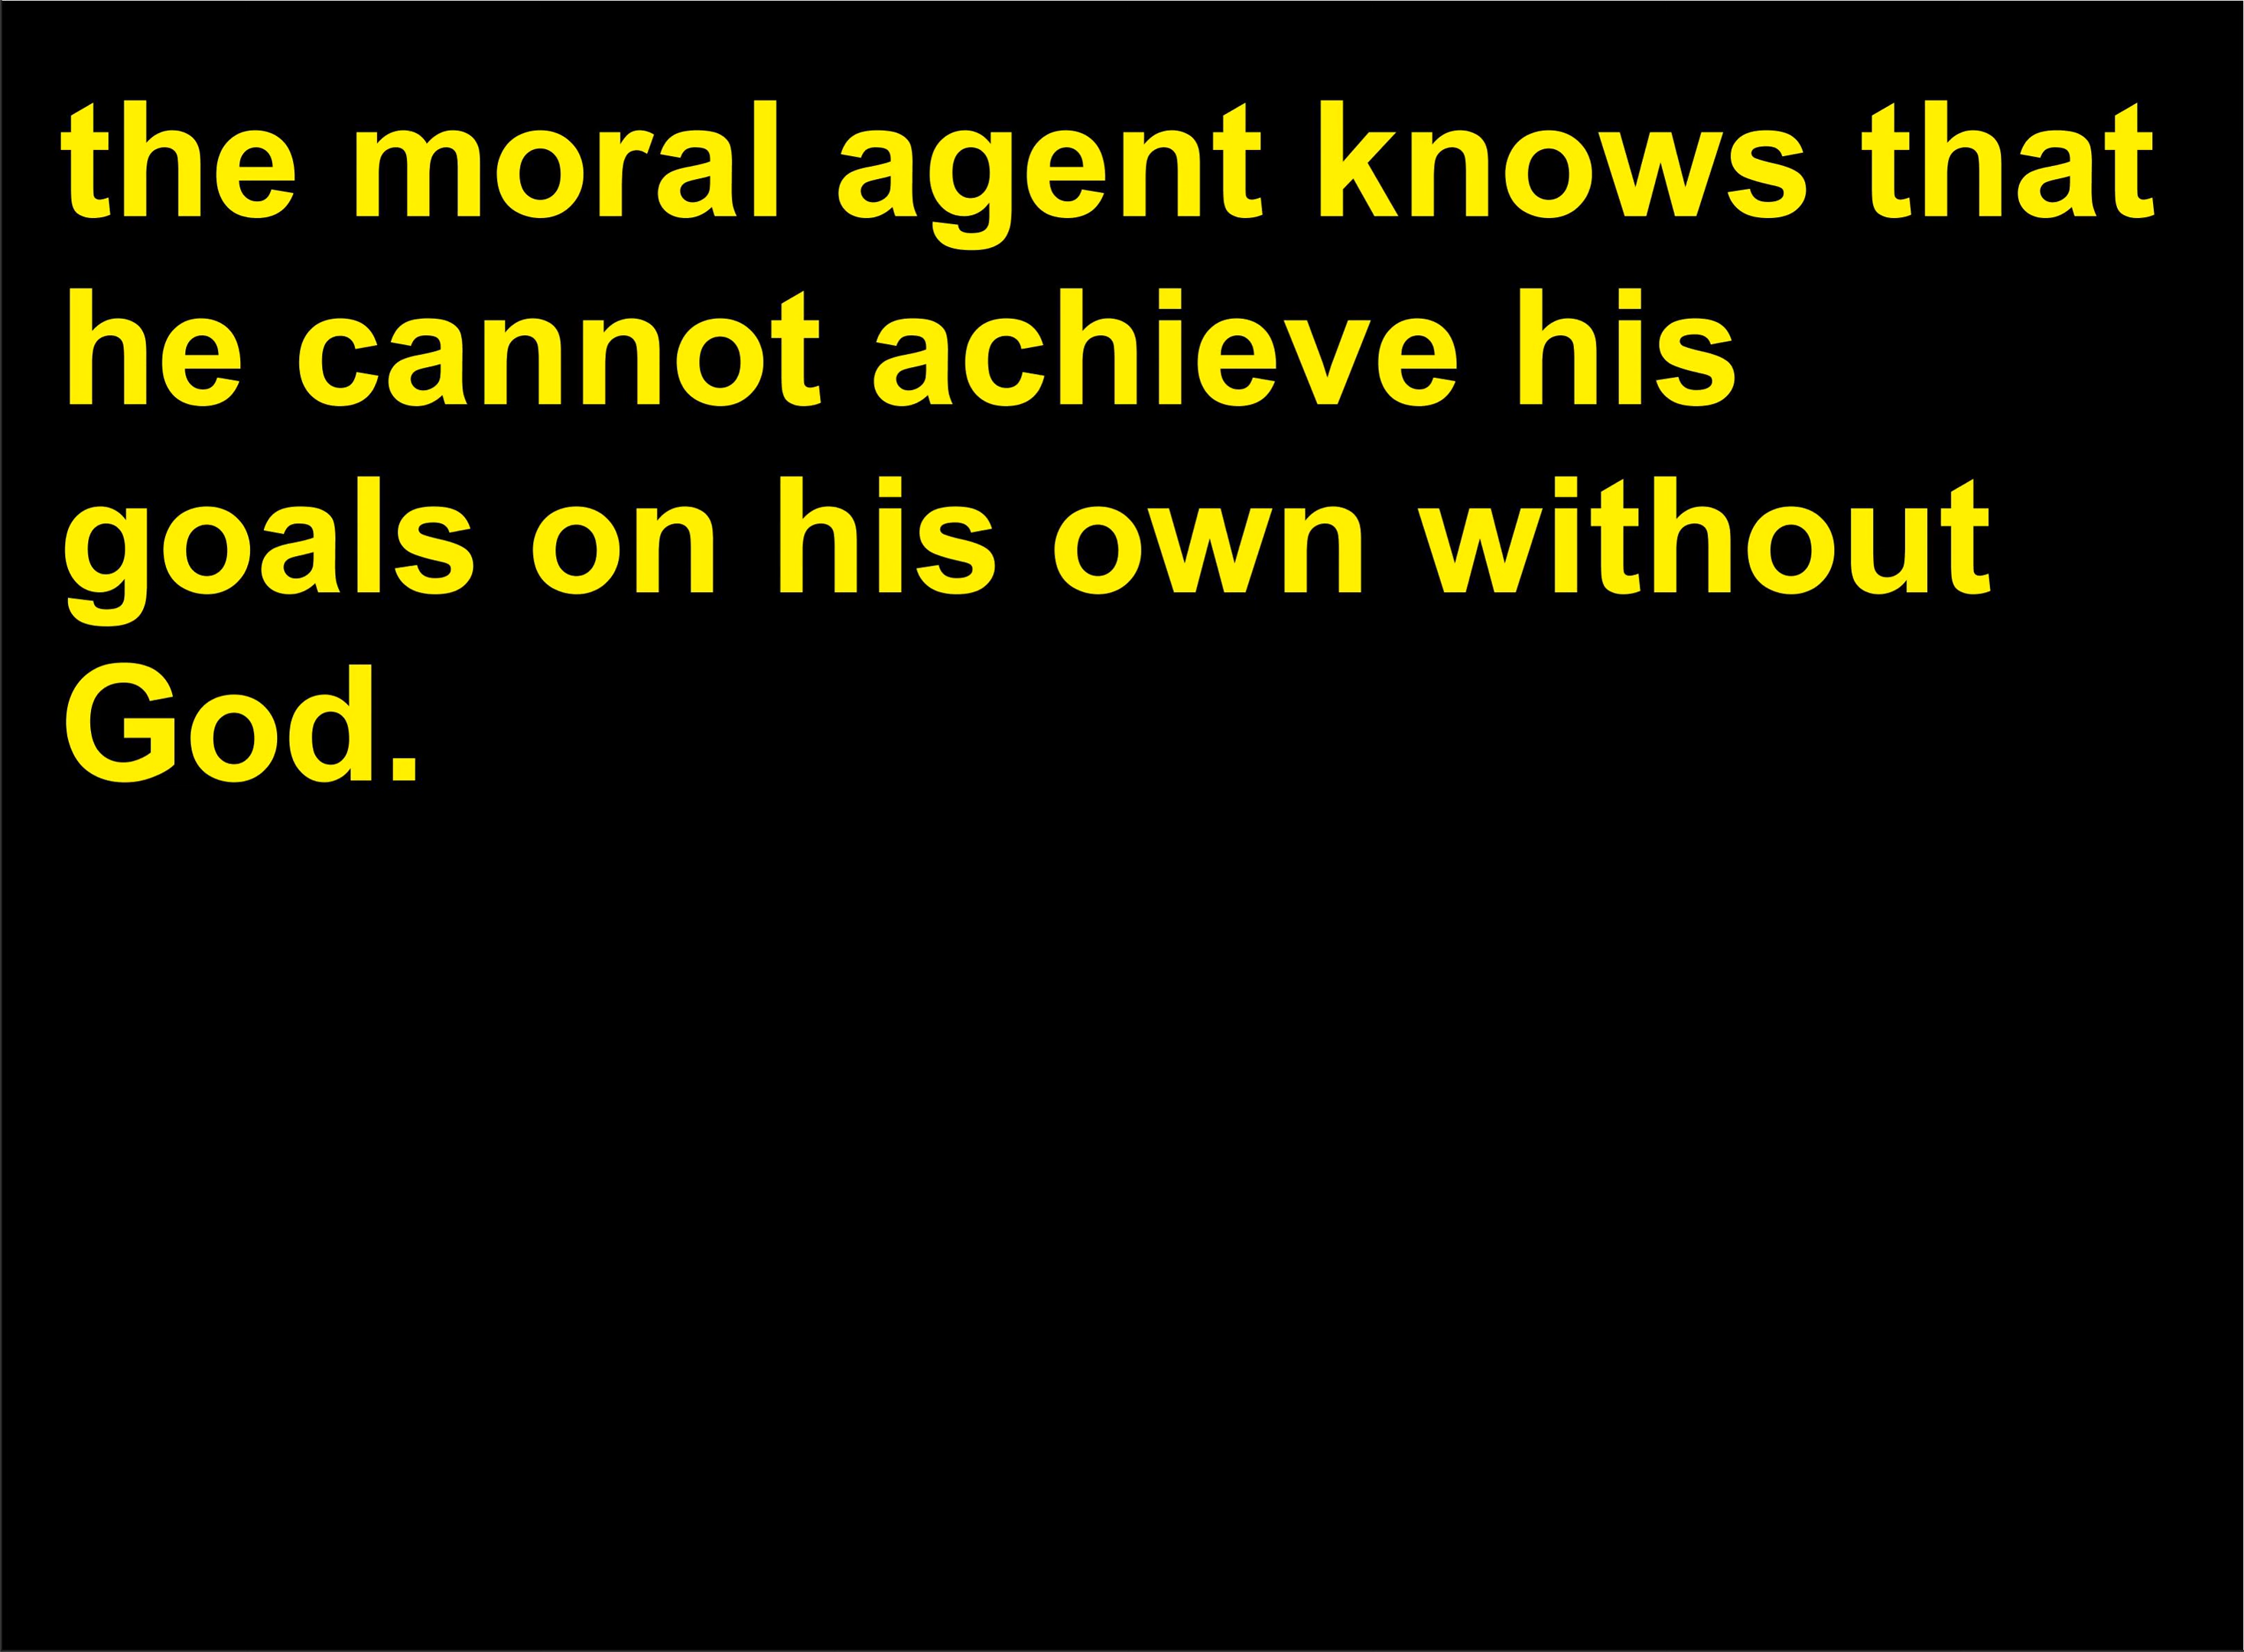 the moral agent knows that
he cannot achieve his
goals on his own without
God.